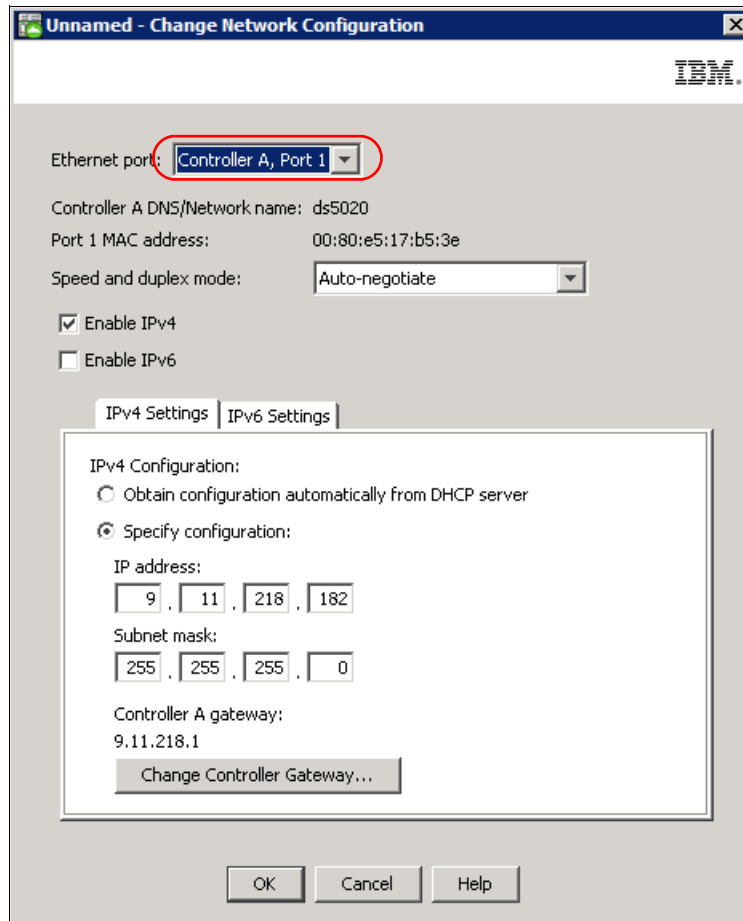 Unnamed - Change Network Configuration
IBM.
Ethernet port: Controller A, Port 1
Controller A DNS/Network name: ds5020
Port 1 MAC address: 00:80:e5:17:b5:3e
Speed and duplex mode: Auto-negotiate
Enable IPv4
Enable IPv6
IPv4 Settings IPv6 Settings
IPv4 Configuration:
Obtain configuration automatically from DHCP server
Specify configuration:
IP address:
9 . 11 . 218 . 182
Subnet mask:
255 . 255 . 255 . 0
Controller A gateway:
9.11.218.1
Change Controller Gateway...
OK Cancel Help